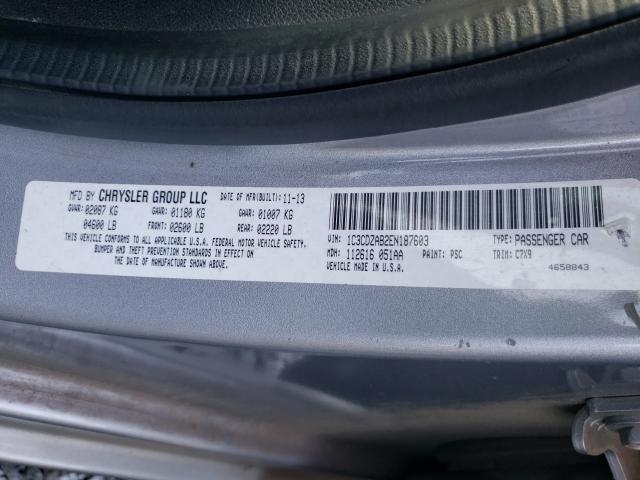 MFD BY CHRYSLER GROUP LLC DATE OF MFR(BUILT): 11-13
GVWR: 02087 KG GAWR: 01180 KG GAWR: 01007 KG
04600 LB FRONT: 02600 LB REAR: 02220 LB
THIS VEHICLE CONFORMS TO ALL APPLICABLE U.S.A. FEDERAL MOTOR VEHICLE SAFETY,
BUMPER AND THEFT PREVENTION STANDARDS IN EFFECT ON
THE DATE OF MANUFACTURE SHOWN ABOVE.
VIN: 1C3CDZAB2EN187603 TYPE: PASSENGER CAR
MDH: 112616 051AA PAINT: PSC TRIM: C7X9
VEHICLE MADE IN U.S.A. 4658843